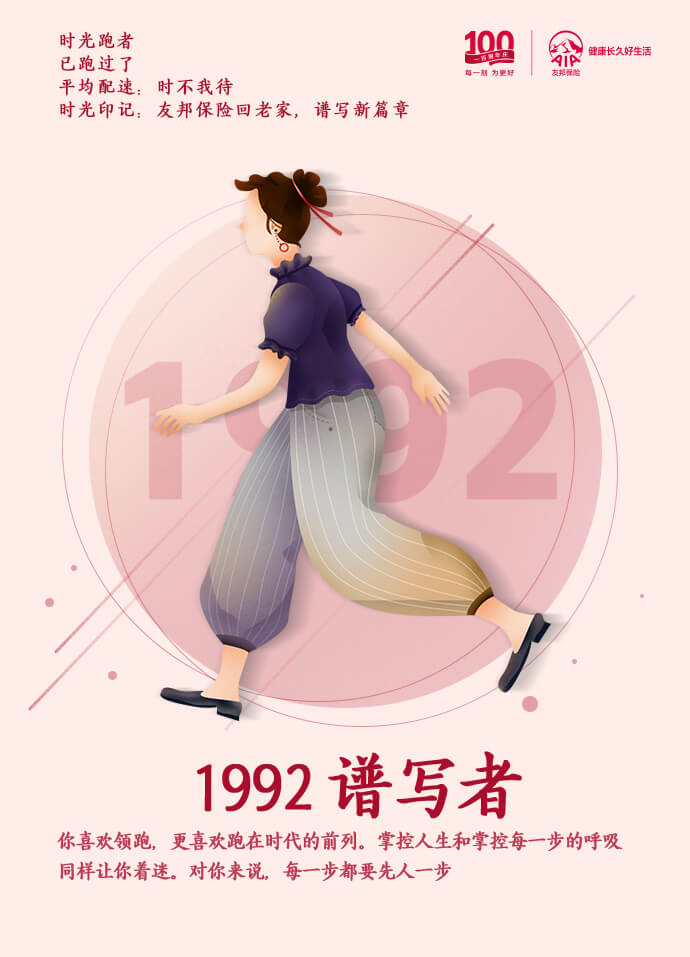 时光跑者
已跑过了
平均配速：时不我待
时光印记：友邦保险回老家，谱写新篇章
100
一百周年庆
每一刻 为更好
AIA
友邦保险
健康长久好生活
1992
1992 谱写者
你喜欢领跑，更喜欢跑在时代的前列。掌控人生和掌控每一步的呼吸
同样让你着迷。对你来说，每一步都要先人一步